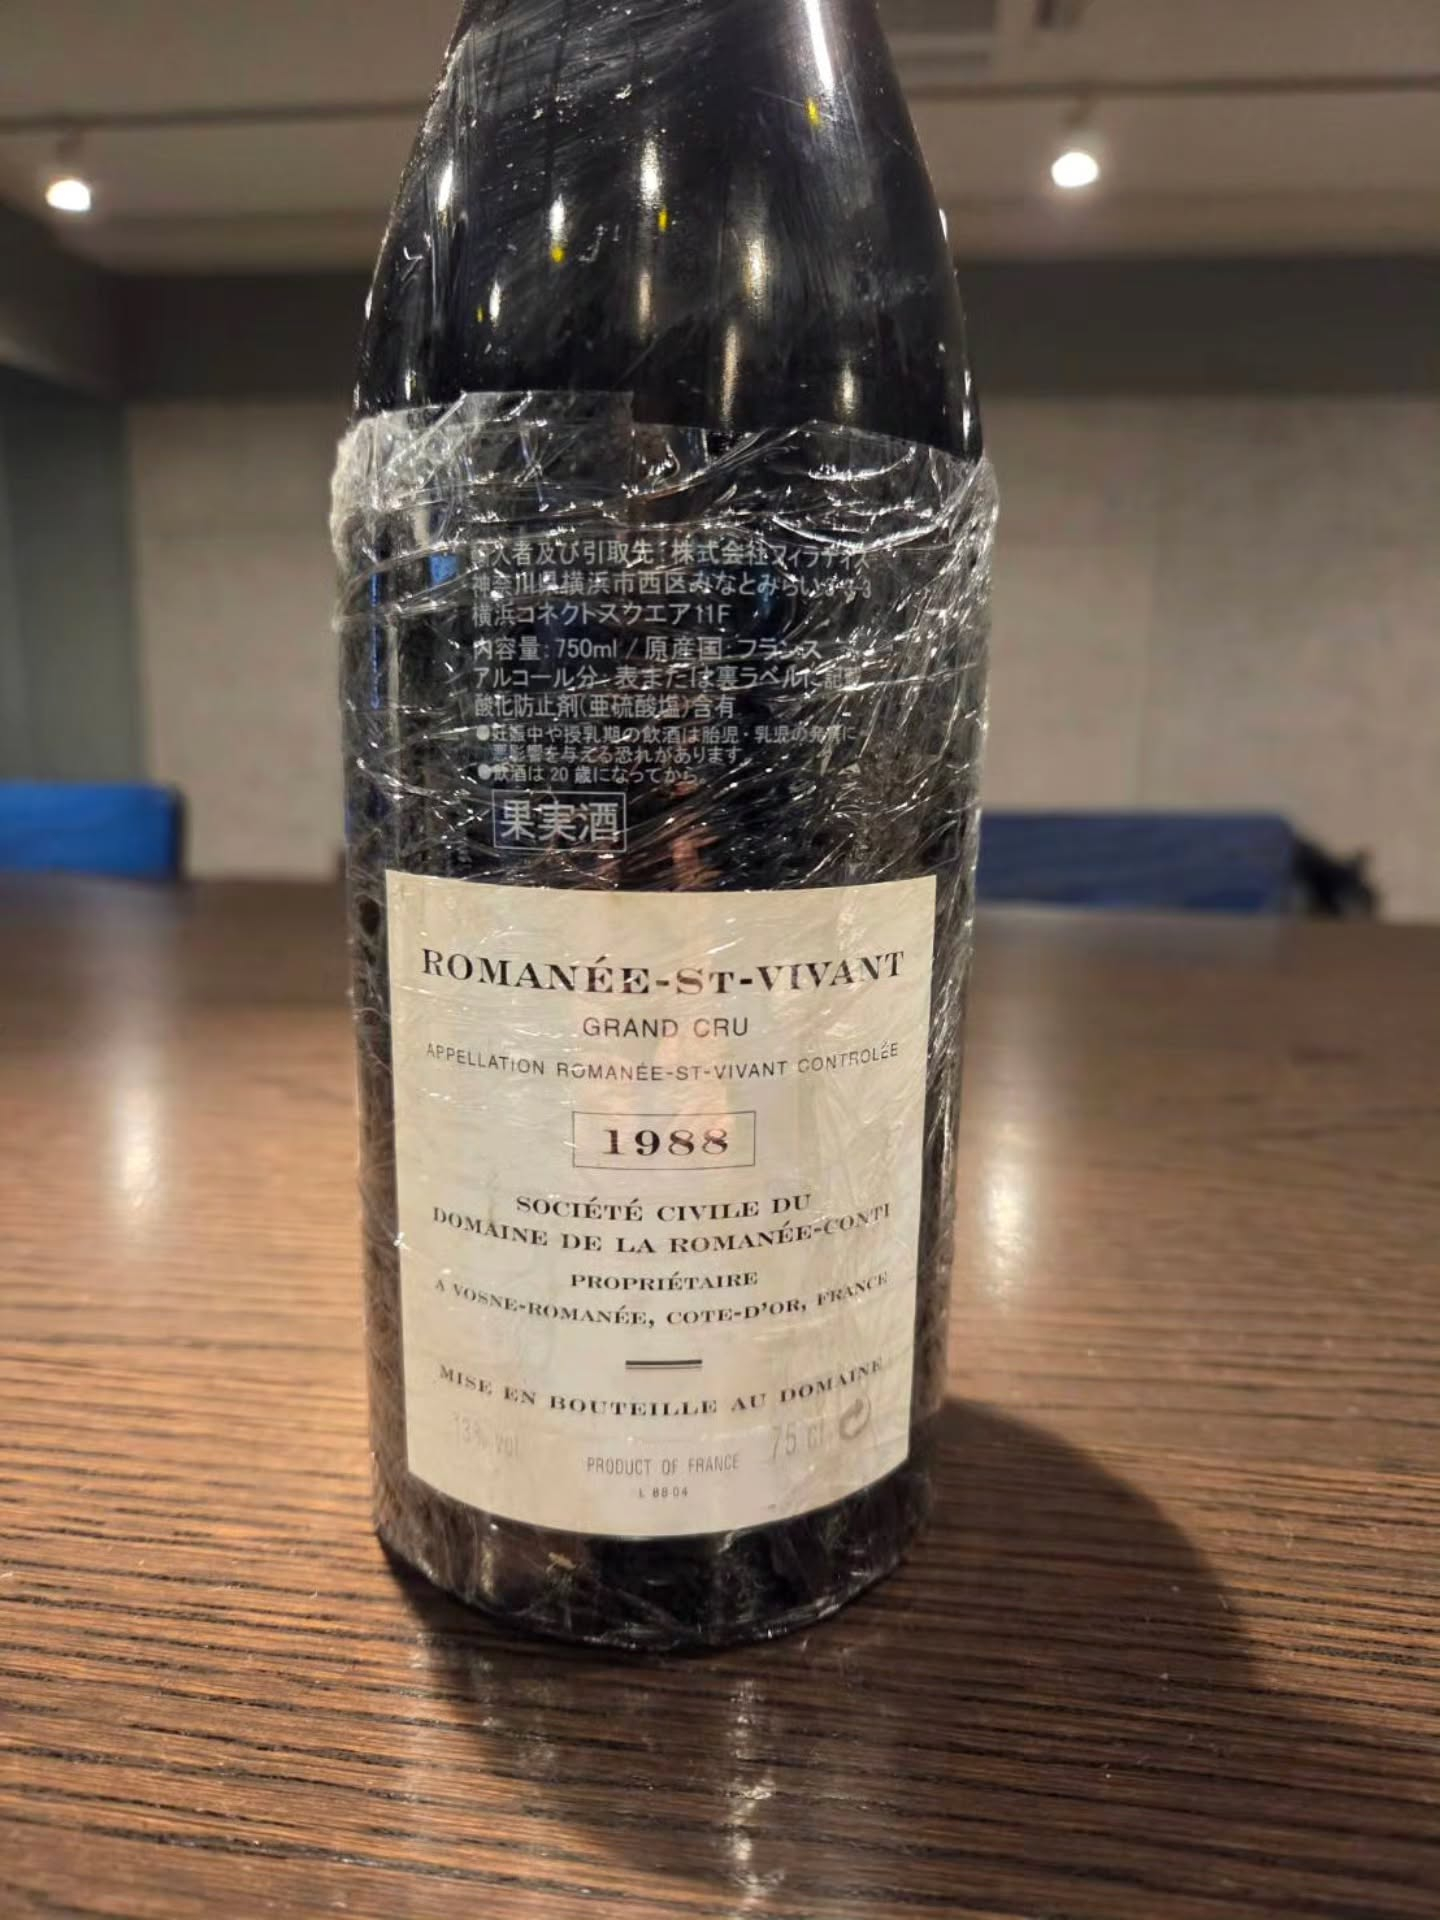 輸入者及び引取先:株式会社フィラディス
神奈川県横浜市西区みなとみらい3-3-3
横浜コネクトスクエア11F
内容量:750ml / 原産国:フランス
アルコール分:表または裏ラベルに記載
酸化防止剤(亜硫酸塩)含有
●妊娠中や授乳期の飲酒は胎児・乳児の発育に
悪影響を与える恐れがあります。
●飲酒は20歳になってから。
果実酒
ROMANÉE-ST-VIVANT
GRAND CRU
APPELLATION ROMANÉE-ST-VIVANT CONTROLÉE
1988
SOCIÉTÉ CIVILE DU
DOMAINE DE LA ROMANÉE-CONTI
PROPRIÉTAIRE
A VOSNE-ROMANÉE, COTE-D'OR, FRANCE
MISE EN BOUTEILLE AU DOMAINE
13% vol
75 cl
PRODUCT OF FRANCE
L 88 04